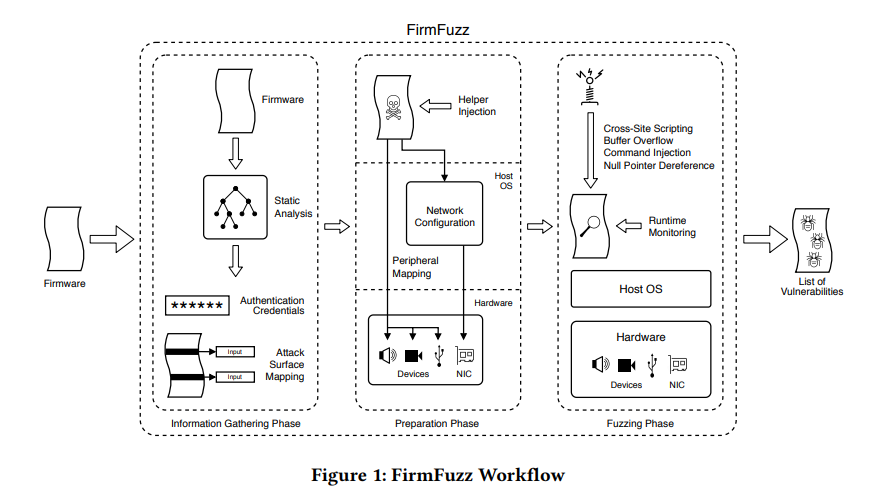 FirmFuzz
Firmware
Firmware
Static
Analysis
******
Authentication
Credentials
Input
Input
Attack
Surface
Mapping
Information Gathering Phase
Helper
Injection
Host
OS
Network
Configuration
Peripheral
Mapping
Hardware
Devices
NIC
Preparation Phase
Cross-Site Scripting
Buffer Overflow
Command Injection
Null Pointer Dereference
Runtime
Monitoring
Host OS
Hardware
Devices
NIC
Fuzzing Phase
List of
Vulnerabilities
Figure 1: FirmFuzz Workflow